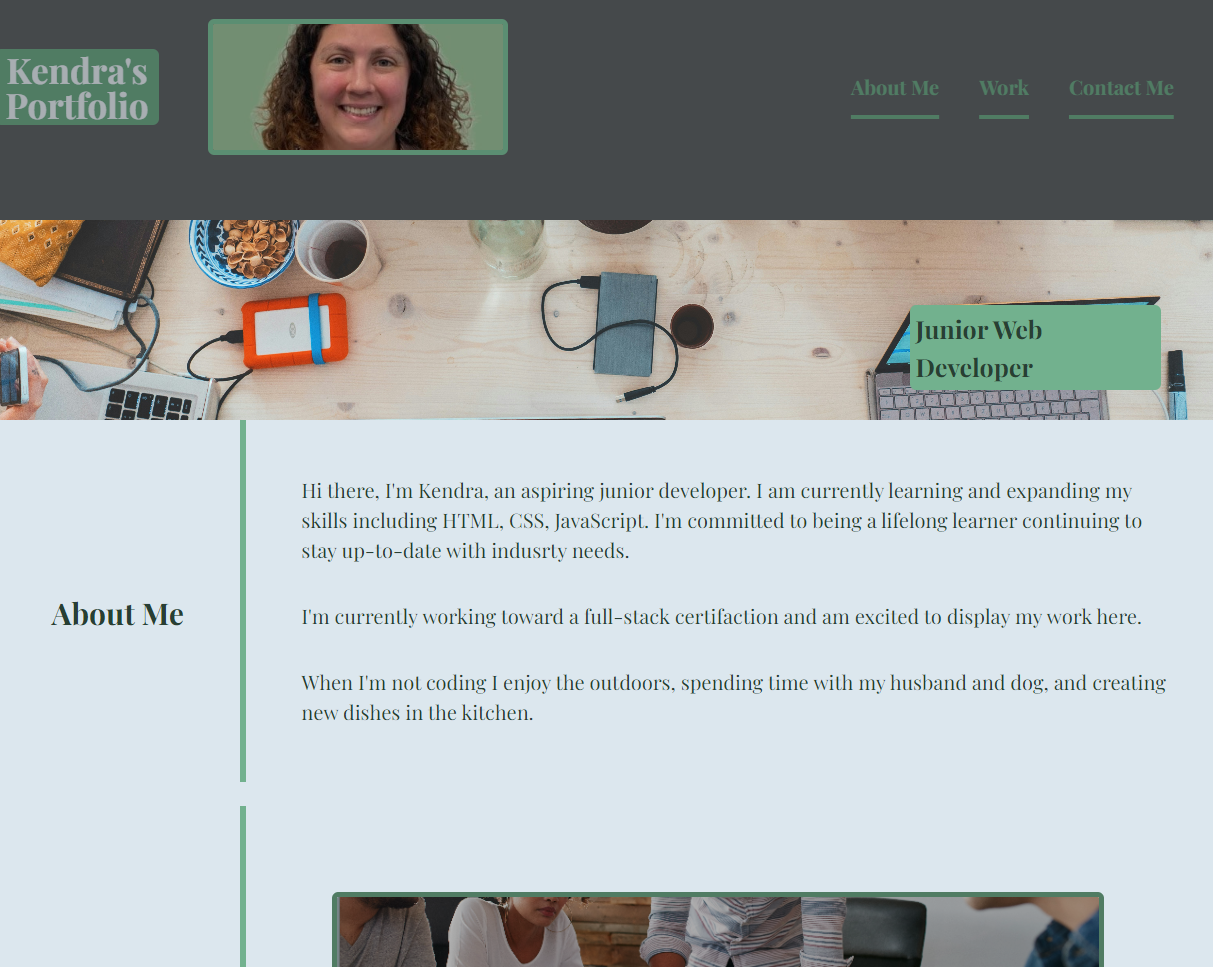 Kendra's
Portfolio
About Me Work Contact Me
Junior Web
Developer
About Me
Hi there, I'm Kendra, an aspiring junior developer. I am currently learning and expanding my
skills including HTML, CSS, JavaScript. I'm committed to being a lifelong learner continuing to
stay up-to-date with indusrty needs.
I'm currently working toward a full-stack certifaction and am excited to display my work here.
When I'm not coding I enjoy the outdoors, spending time with my husband and dog, and creating
new dishes in the kitchen.